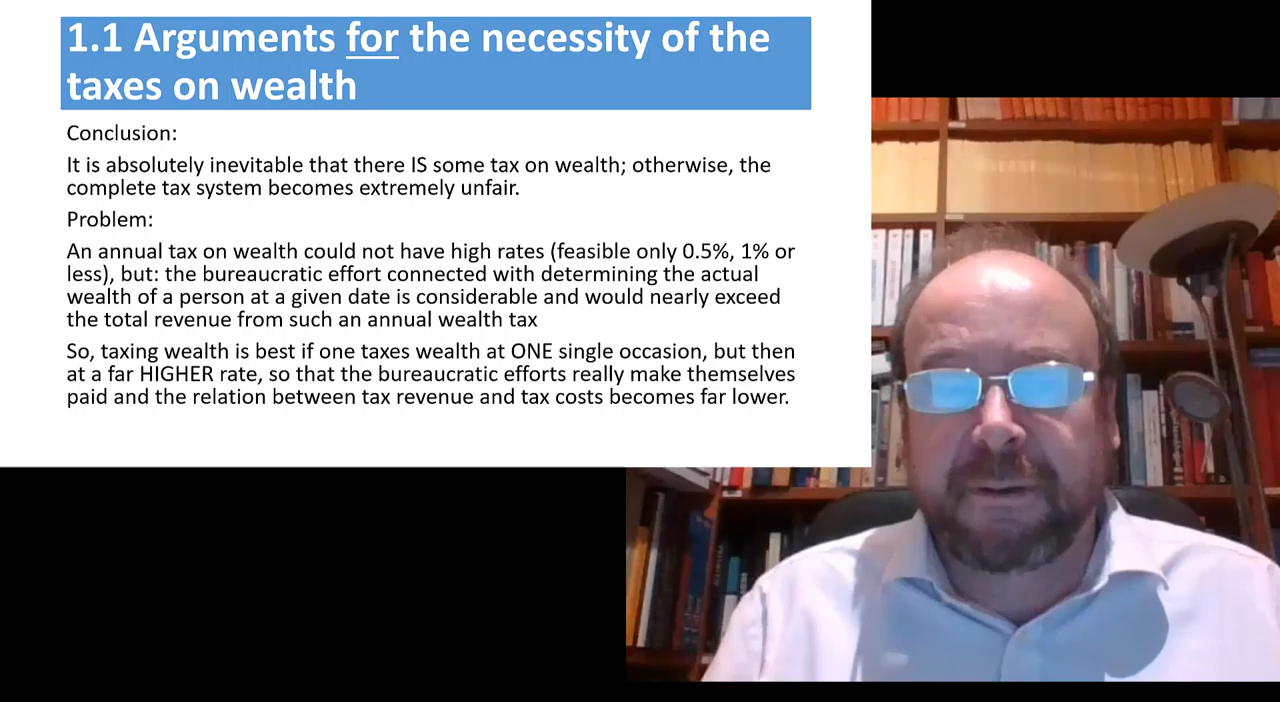 1.1 Arguments for the necessity of the
taxes on wealth
Conclusion:
It is absolutely inevitable that there IS some tax on wealth; otherwise, the
complete tax system becomes extremely unfair.
Problem:
An annual tax on wealth could not have high rates (feasible only 0.5%, 1% or
less), but: the bureaucratic effort connected with determining the actual
wealth of a person at a given date is considerable and would nearly exceed
the total revenue from such an annual wealth tax
So, taxing wealth is best if one taxes wealth at ONE single occasion, but then
at a far HIGHER rate, so that the bureaucratic efforts really make themselves
paid and the relation between tax revenue and tax costs becomes far lower.